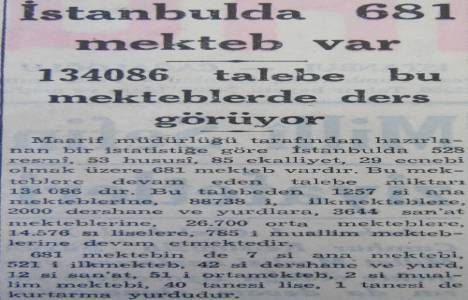 İstanbulda 681
mekteb var
134086 talebe bu
mekteblerde ders
görüyor
Maarif müdürlüğü tarafından hazırla-
nan bir istatistiğe göre İstanbulda 528
resmî, 53 hususî, 85 ekalliyet, 29 ecnebi
olmak üzere 681 mekteb vardır. Bu mek-
teblere devam eden talebe miktarı
134 086 dır. Bu talebeden 1257 si ana
mekteblerine, 88738 i, ilkmekteblere,
2000 dershane ve yurdlara, 3644 san'at
mekteblerine, 26.700 orta mekteblere,
14.576 sı liselere, 785 i muallim mekteb-
lerine devam etmektedir.
681 mektebin de 7 si ana mekteb,
521 i ilkmekteb, 42 si dershane ve yurd,
12 si san'at, 51 i ortamekteb, 2 si mual-
lim mektebi, 40 tanesi lise, 1 tanesi de
kurtarma yurdudur.